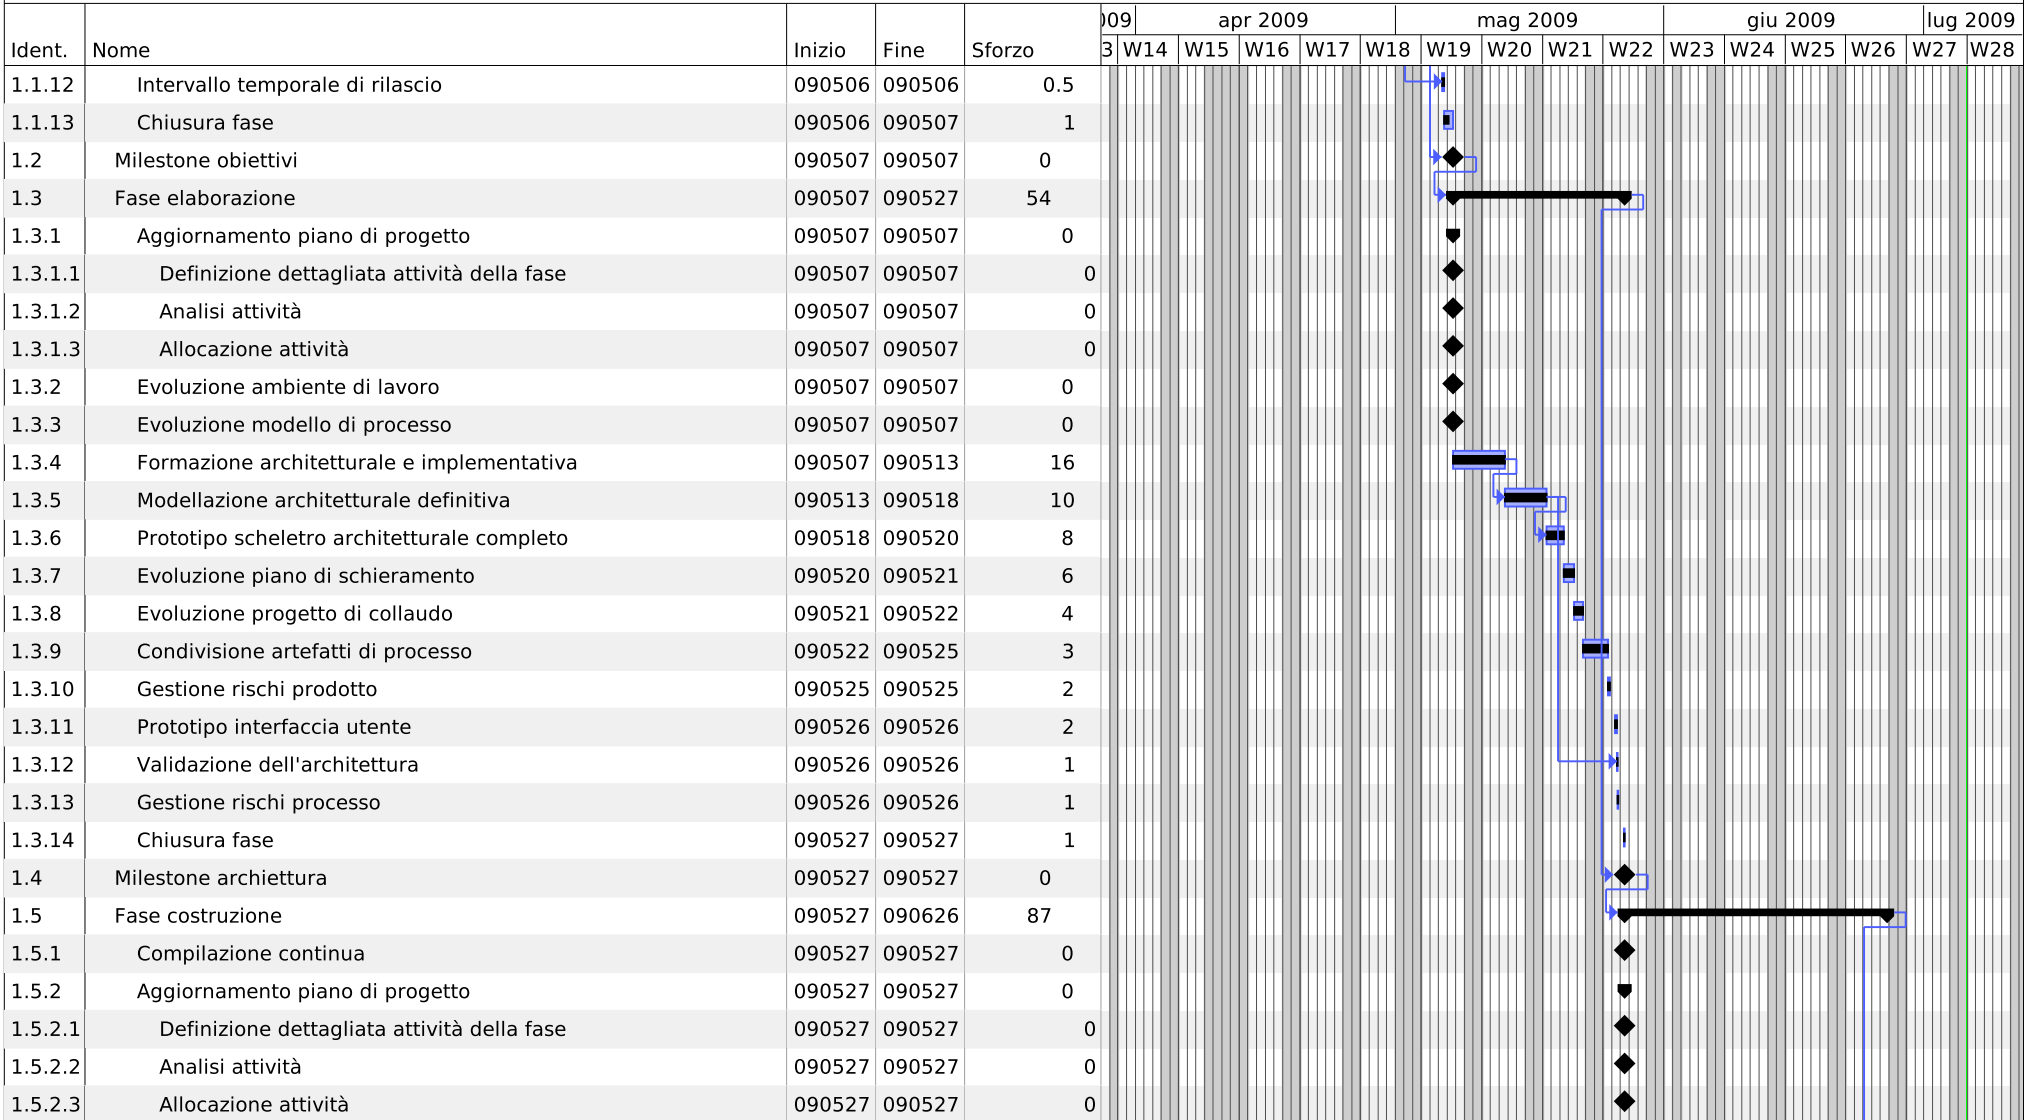 009 apr 2009 mag 2009 giu 2009 lug 2009
Ident. Nome Inizio Fine Sforzo 3 W14 W15 W16 W17 W18 W19 W20 W21 W22 W23 W24 W25 W26 W27 W28
1.1.12 Intervallo temporale di rilascio 090506 090506 0.5
1.1.13 Chiusura fase 090506 090507 1
1.2 Milestone obiettivi 090507 090507 0
1.3 Fase elaborazione 090507 090527 54
1.3.1 Aggiornamento piano di progetto 090507 090507 0
1.3.1.1 Definizione dettagliata attività della fase 090507 090507 0
1.3.1.2 Analisi attività 090507 090507 0
1.3.1.3 Allocazione attività 090507 090507 0
1.3.2 Evoluzione ambiente di lavoro 090507 090507 0
1.3.3 Evoluzione modello di processo 090507 090507 0
1.3.4 Formazione architetturale e implementativa 090507 090513 16
1.3.5 Modellazione architetturale definitiva 090513 090518 10
1.3.6 Prototipo scheletro architetturale completo 090518 090520 8
1.3.7 Evoluzione piano di schieramento 090520 090521 6
1.3.8 Evoluzione progetto di collaudo 090521 090522 4
1.3.9 Condivisione artefatti di processo 090522 090525 3
1.3.10 Gestione rischi prodotto 090525 090525 2
1.3.11 Prototipo interfaccia utente 090526 090526 2
1.3.12 Validazione dell'architettura 090526 090526 1
1.3.13 Gestione rischi processo 090526 090526 1
1.3.14 Chiusura fase 090527 090527 1
1.4 Milestone archiettura 090527 090527 0
1.5 Fase costruzione 090527 090626 87
1.5.1 Compilazione continua 090527 090527 0
1.5.2 Aggiornamento piano di progetto 090527 090527 0
1.5.2.1 Definizione dettagliata attività della fase 090527 090527 0
1.5.2.2 Analisi attività 090527 090527 0
1.5.2.3 Allocazione attività 090527 090527 0